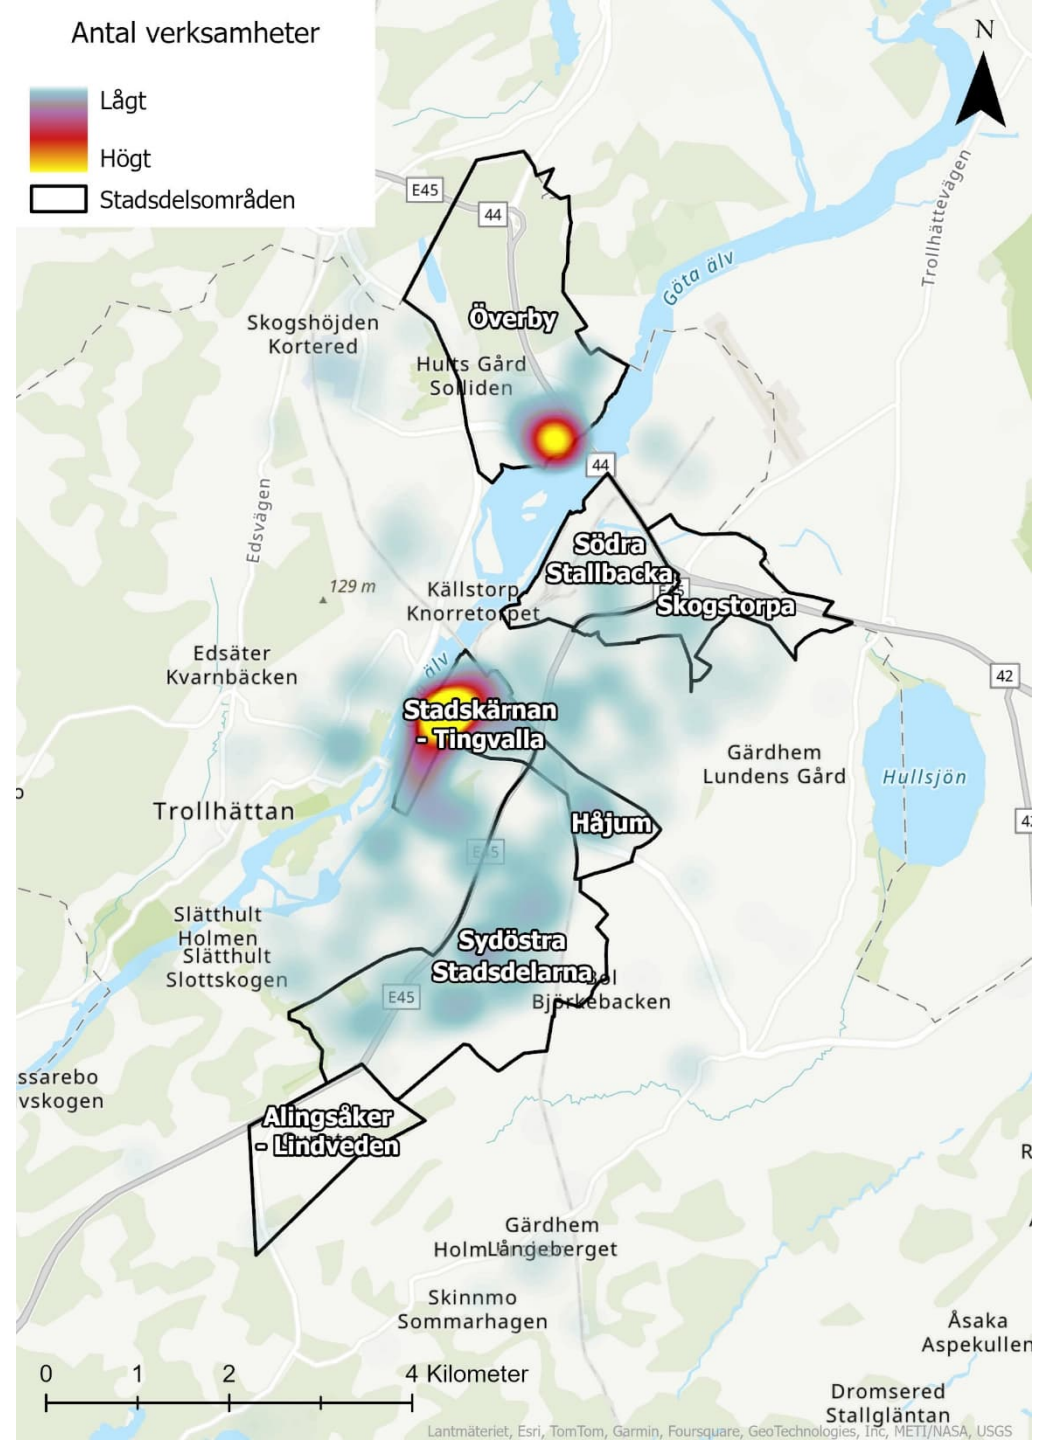 Antal verksamheter
Lågt
Högt
Stadsdelsområden
N
E45
44
Trollhättevägen
Göta älv
Överby
Skogshöjden
Kortered
Hults Gård
Solliden
44
Edsvägen
Södra
Stallbacka
129 m
Källstorp
Knorretorpet
Skogstorpa
Edsäter
Kvarnbäcken
älv
42
Stadskärnan
- Tingvalla
Gärdhem
Lundens Gård
Hullsjön
Trollhättan
Håjum
E45
Slätthult
Holmen
Slätthult
Slottskogen
Sydöstra
Stadsdelarna
Björkebacken
E45
ssarebo
vskogen
Alingsåker
- Lindveden
R
Gärdhem
Långeberget
Skinnmo
Sommarhagen
Åsaka
Aspekullen
0 1 2 4 Kilometer
Dromsered
Stallgläntan
Lantmäteriet, Esri, TomTom, Garmin, Foursquare, GeoTechnologies, Inc, METI/NASA, USGS